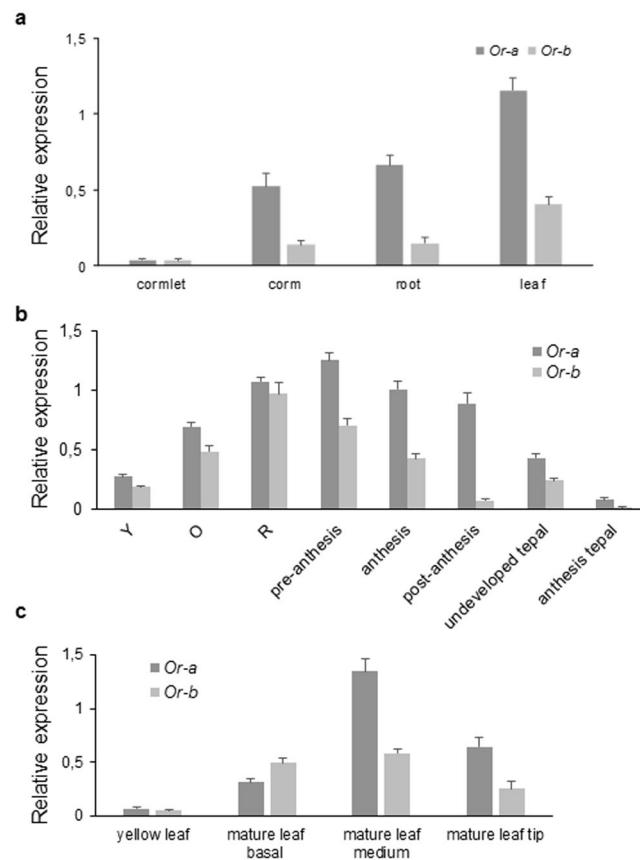 a
Relative expression
1,5
1
0,5
0
Or-a Or-b
cormlet corm root leaf
b
Relative expression
1,5
1
0,5
0
Or-a
Or-b
Y O R pre-anthesis anthesis post-anthesis undeveloped tepal anthesis tepal
c
Relative expression
1,5
1
0,5
0
Or-a
Or-b
yellow leaf mature leaf mature leaf mature leaf tip
basal medium